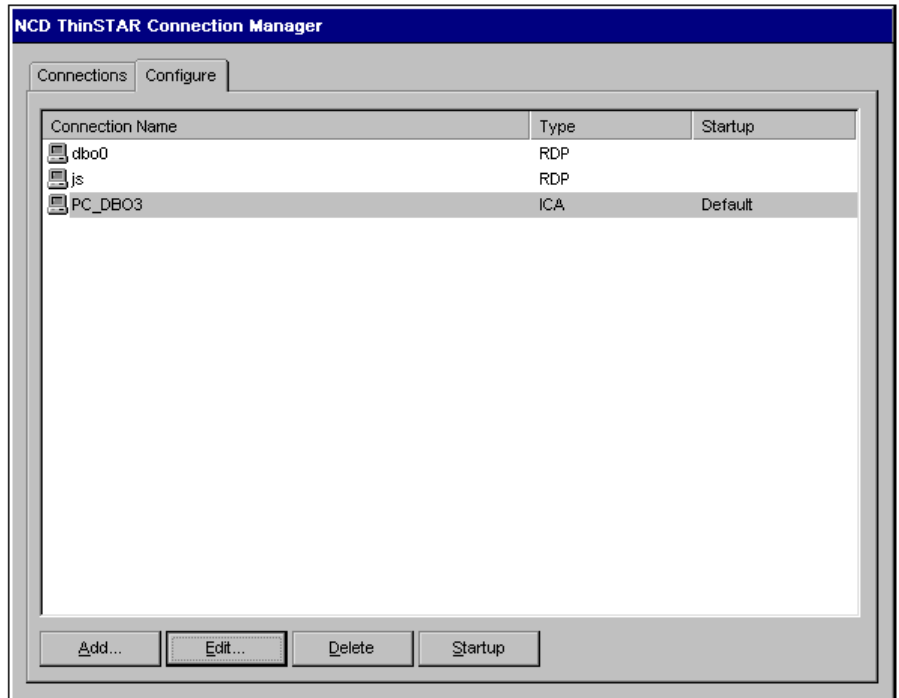 NCD ThinSTAR Connection Manager
Connections Configure
Connection Name Type Startup
dbo0 RDP
js RDP
PC_DBO3 ICA Default
Add... Edit... Delete Startup